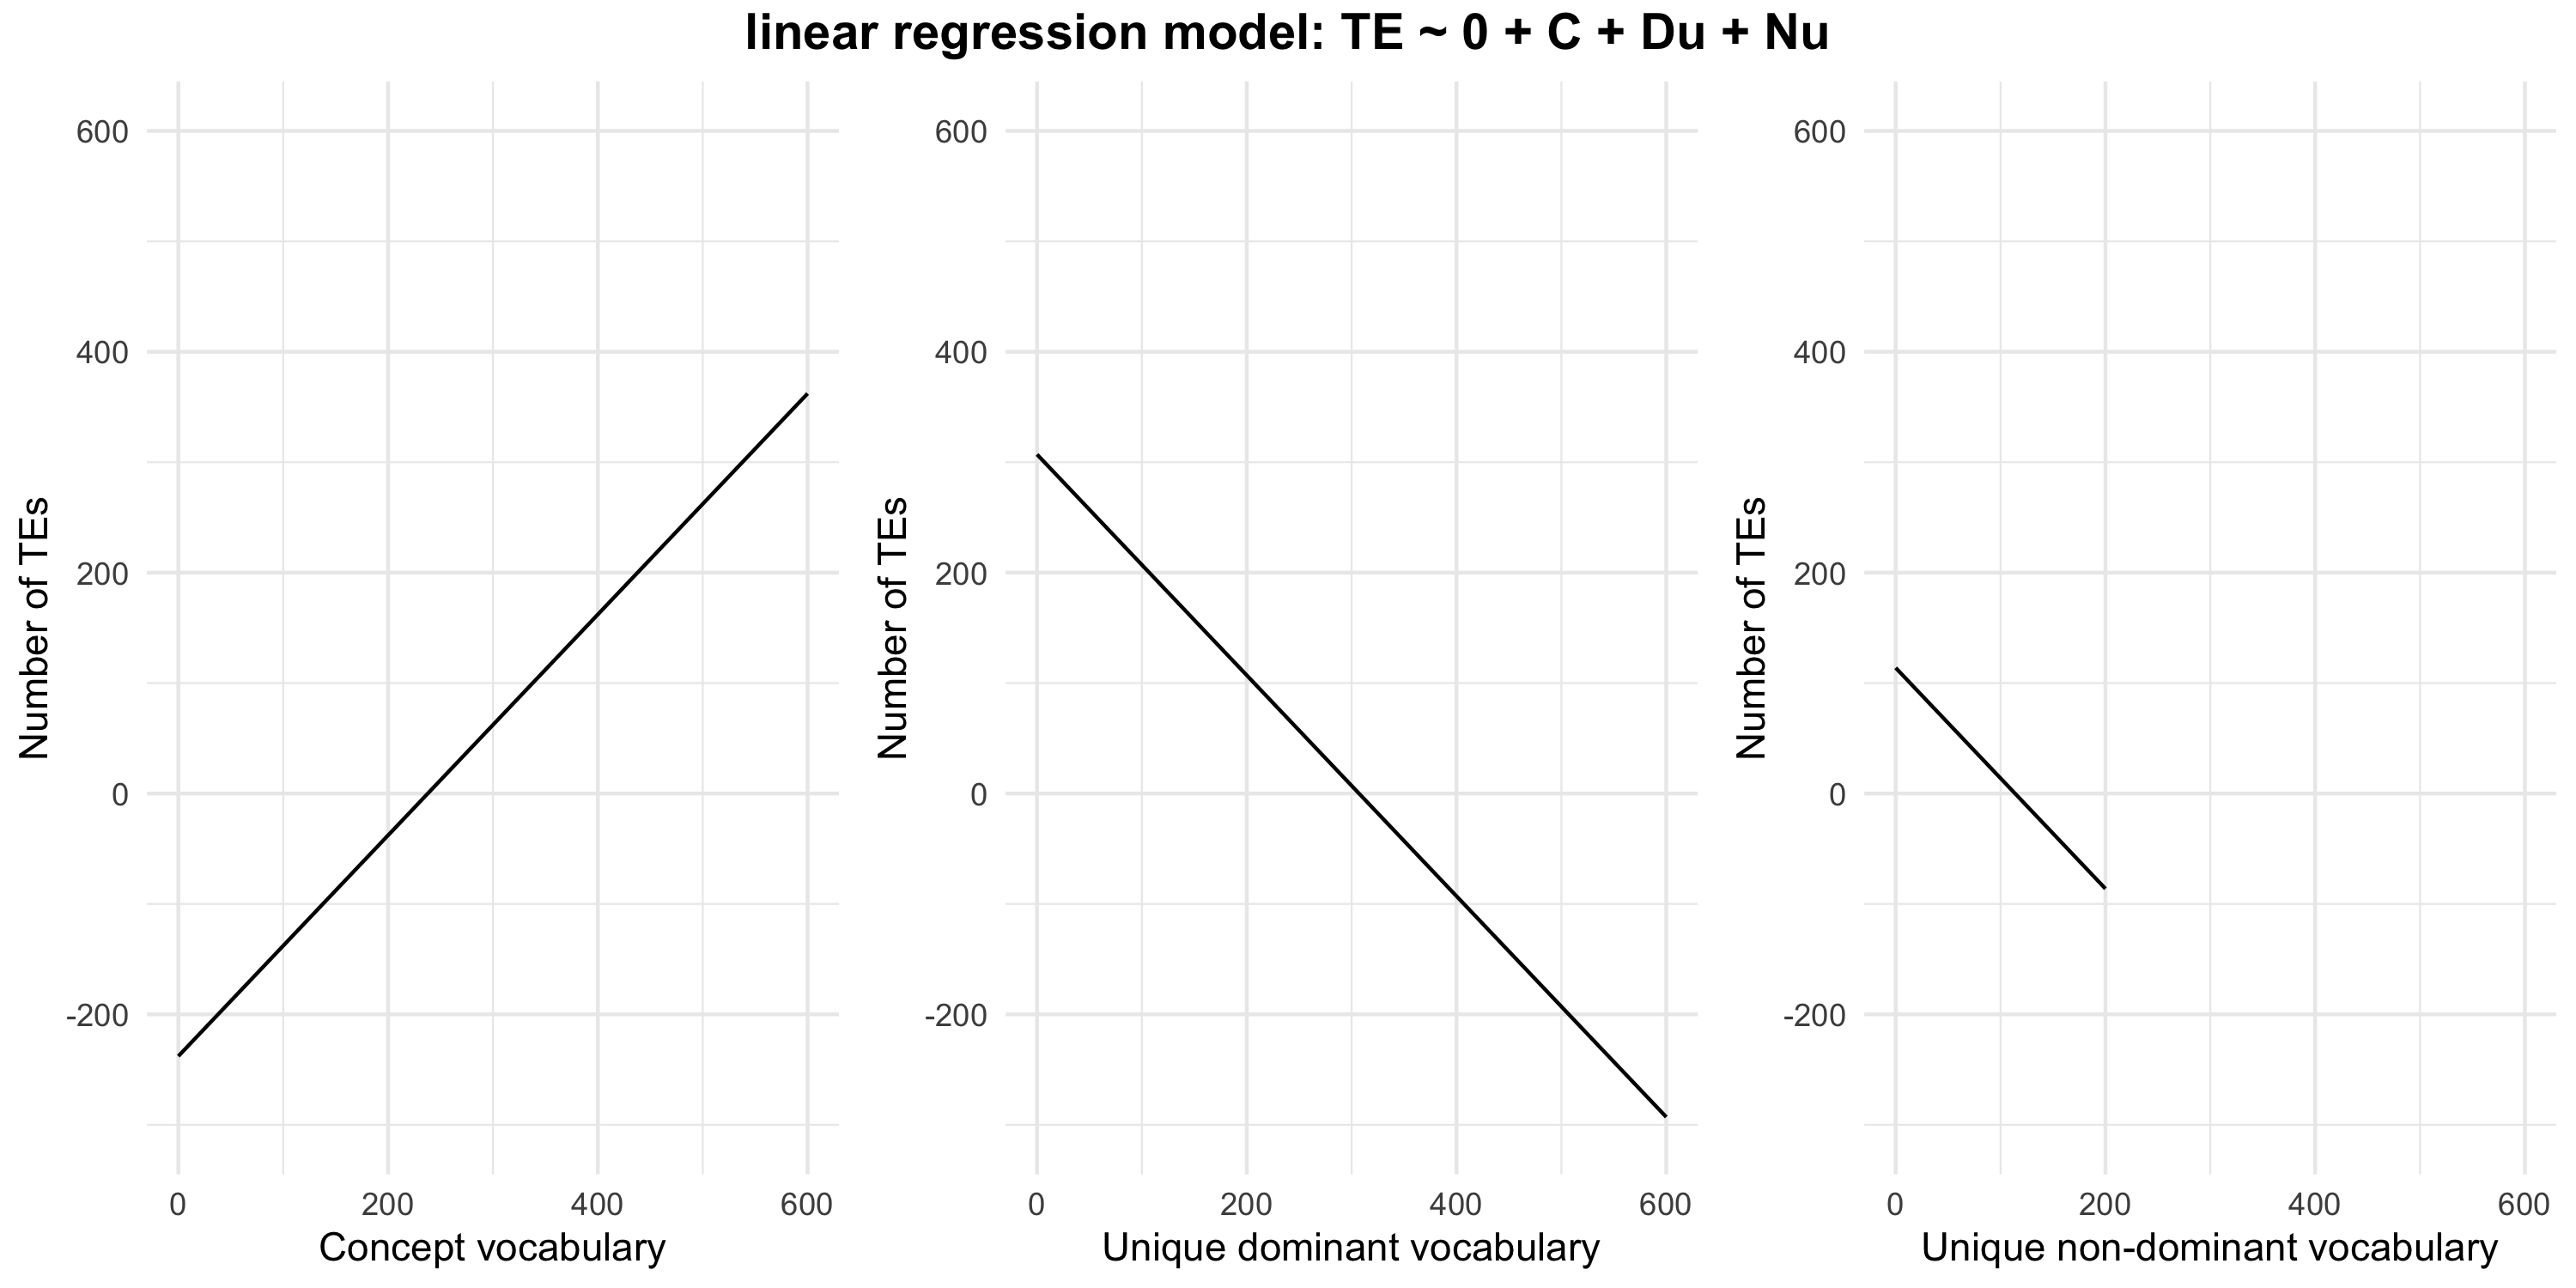 linear regression model: TE ~ 0 + C + Du + Nu
Number of TEs
600
400
200
0
-200
0 200 400 600
Concept vocabulary
Number of TEs
600
400
200
0
-200
0 200 400 600
Unique dominant vocabulary
Number of TEs
600
400
200
0
-200
0 200 400 600
Unique non-dominant vocabulary